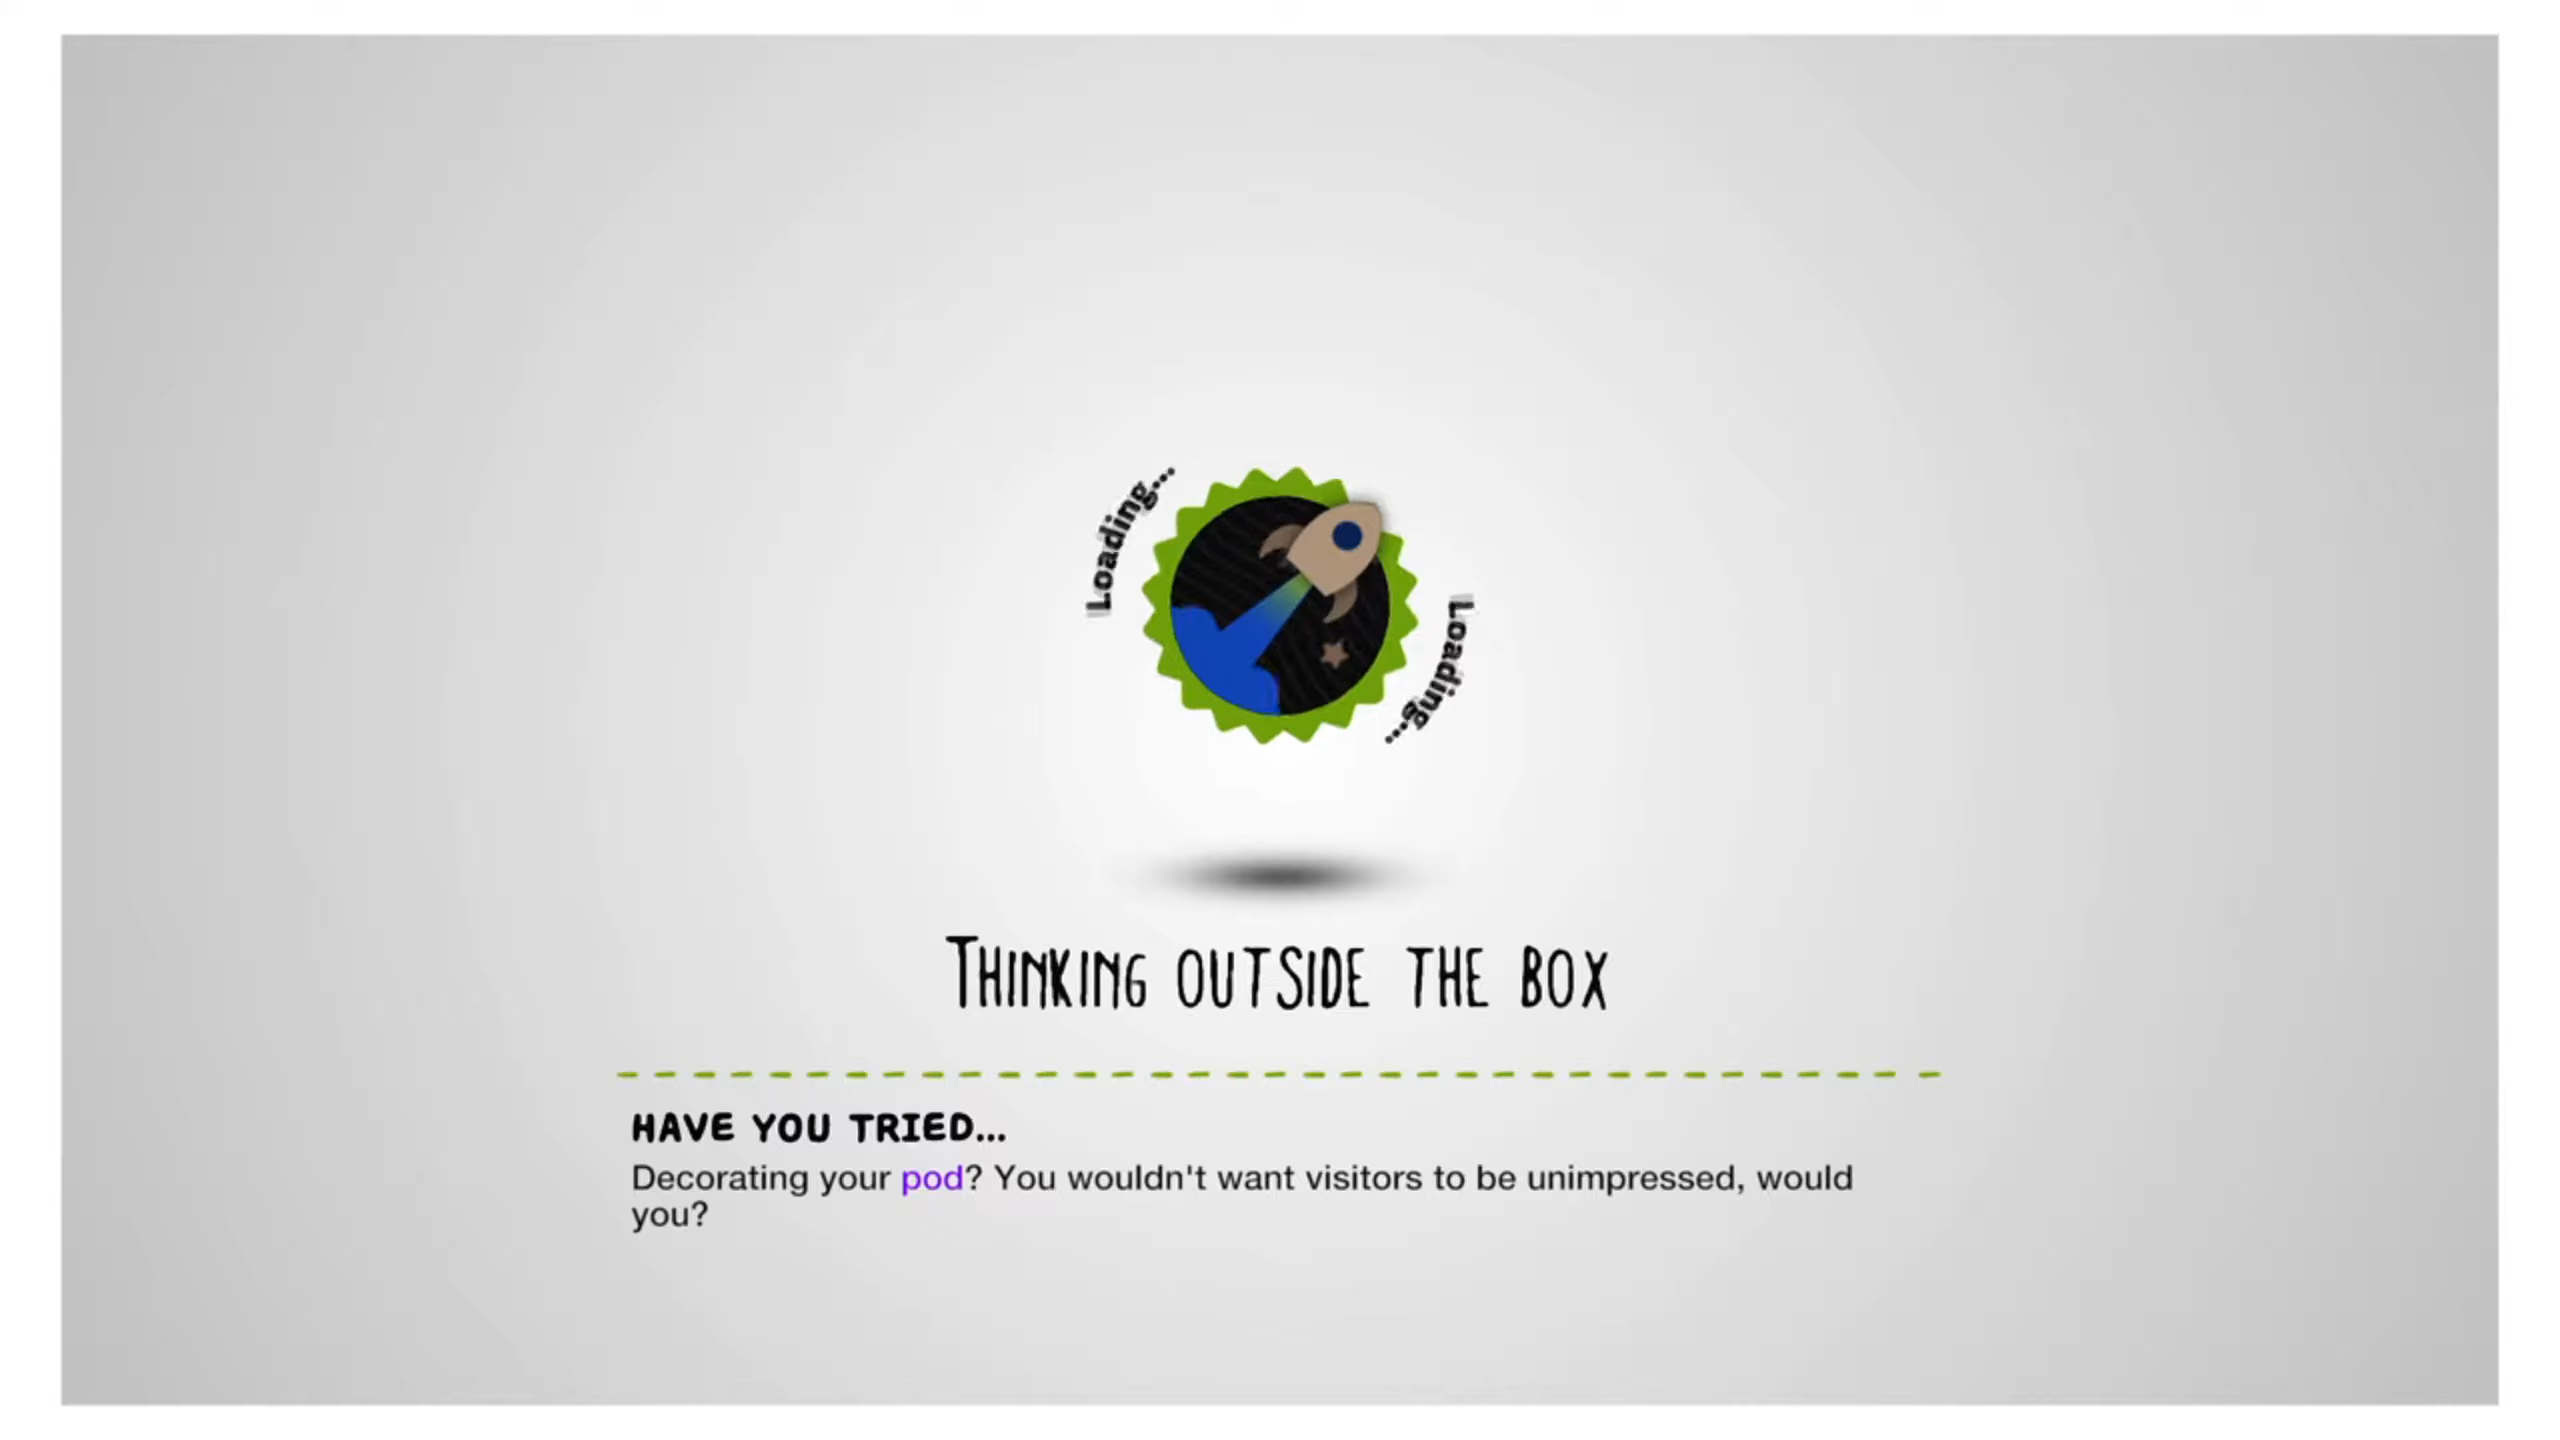 Loading...
Loading...
THINKING OUTSIDE THE BOX
HAVE YOU TRIED...
Decorating your pod? You wouldn't want visitors to be unimpressed, would
you?